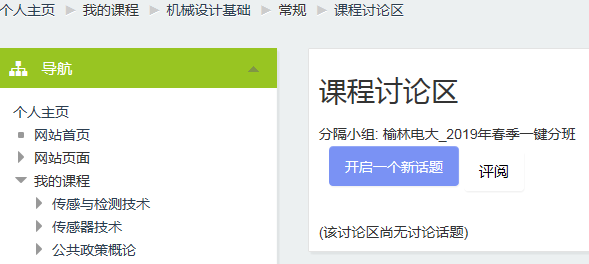 个人主页 ▶ 我的课程 ▶ 机械设计基础 ▶ 常规 ▶ 课程讨论区
导航
个人主页
网站首页
网站页面
我的课程
传感与检测技术
传感器技术
公共政策概论
课程讨论区
分隔小组: 榆林电大_2019年春季一键分班
开启一个新话题 评阅
(该讨论区尚无讨论话题)